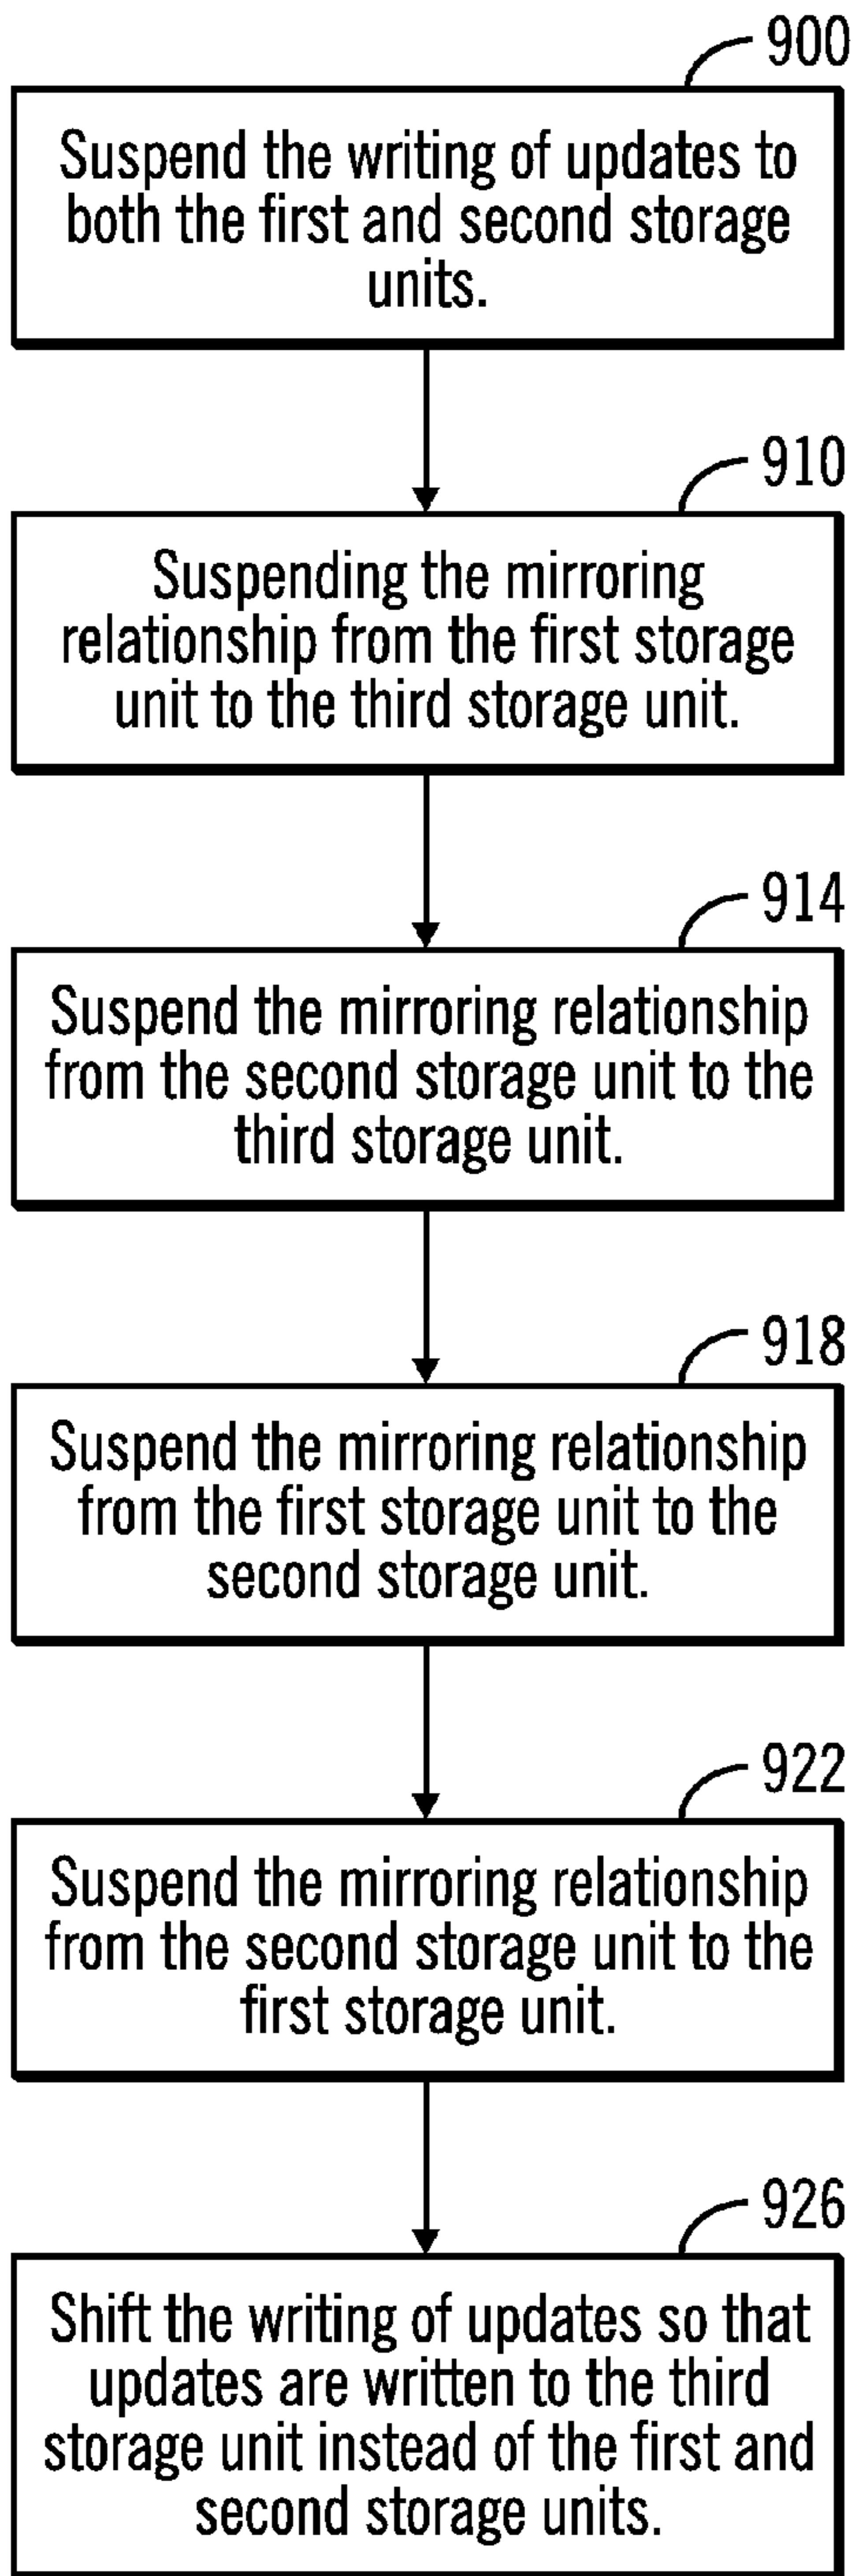 900
Suspend the writing of updates to
both the first and second storage
units.
910
Suspending the mirroring
relationship from the first storage
unit to the third storage unit.
914
Suspend the mirroring relationship
from the second storage unit to the
third storage unit.
918
Suspend the mirroring relationship
from the first storage unit to the
second storage unit.
922
Suspend the mirroring relationship
from the second storage unit to the
first storage unit.
926
Shift the writing of updates so that
updates are written to the third
storage unit instead of the first and
second storage units.